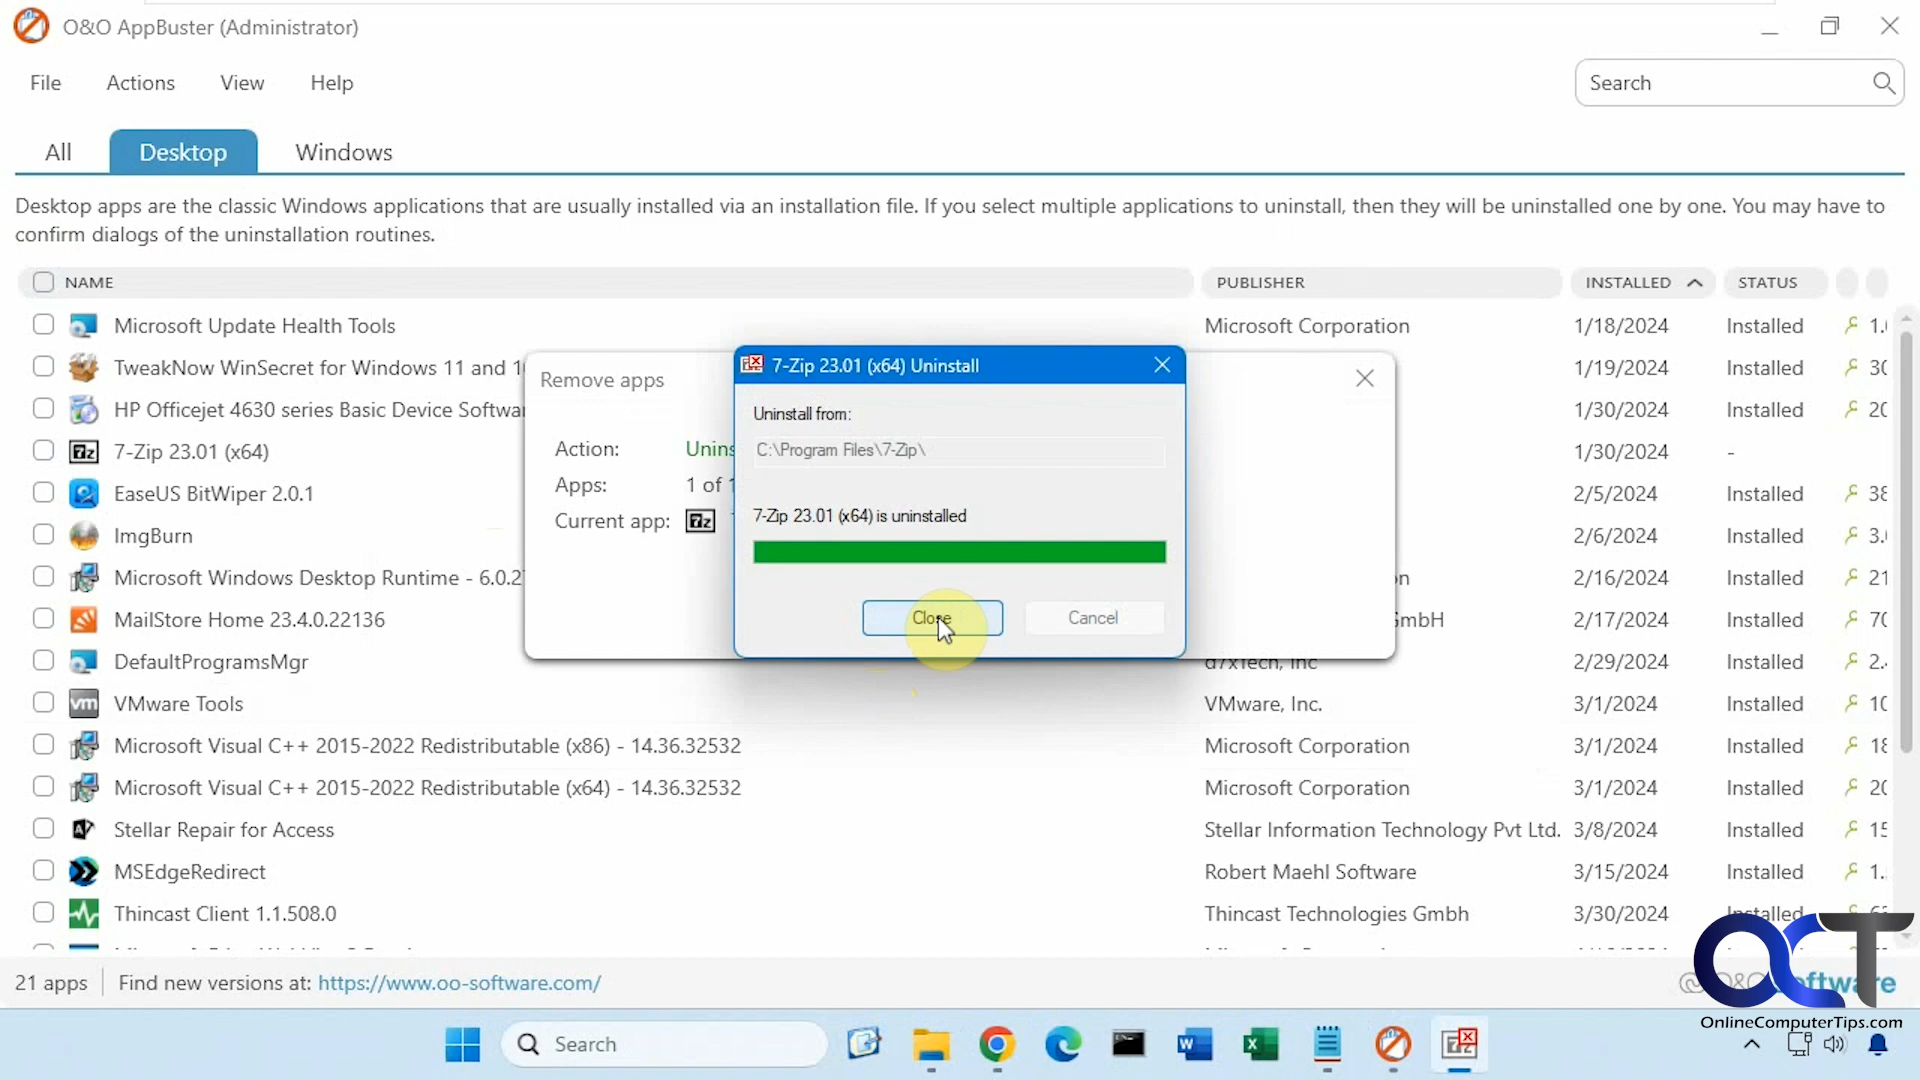 O&O AppBuster (Administrator)
File Actions View Help
Search
All Desktop Windows
Desktop apps are the classic Windows applications that are usually installed via an installation file. If you select multiple applications to uninstall, then they will be uninstalled one by one. You may have to
confirm dialogs of the uninstallation routines.
NAME PUBLISHER INSTALLED STATUS
Microsoft Update Health Tools Microsoft Corporation 1/18/2024 Installed
TweakNow WinSecret for Windows 11 and 1/19/2024 Installed
HP Officejet 4630 series Basic Device 1/30/2024 Installed
7-Zip 23.01 (x64) 1/30/2024 -
EaseUS BitWiper 2.0.1 2/5/2024 Installed
ImgBurn 2/6/2024 Installed
Microsoft Windows Desktop Runtime - 2/16/2024 Installed
MailStore Home 23.4.0.22136 2/17/2024 Installed
DefaultProgramsMgr d7xTech, Inc 2/29/2024 Installed
VMware Tools VMware, Inc. 3/1/2024 Installed
Microsoft Visual C++ 2015-2022 Redistributable (x86) - 14.36.32532 Microsoft Corporation 3/1/2024 Installed
Microsoft Visual C++ 2015-2022 Redistributable (x64) - 14.36.32532 Microsoft Corporation 3/1/2024 Installed
Stellar Repair for Access Stellar Information Technology Pvt Ltd. 3/8/2024 Installed
MSEdgeRedirect Robert Maehl Software 3/15/2024 Installed
Thincast Client 1.1.508.0 Thincast Technologies Gmbh 3/30/2024 Installed
Remove apps
Action:
Apps: 1 of
Current app:
7-Zip 23.01 (x64) Uninstall
Uninstall from:
C:\Program Files\7-Zip\
7-Zip 23.01 (x64) is uninstalled
Close Cancel
21 apps Find new versions at: https://www.oo-software.com/
OCT
OnlineComputerTips.com
Search